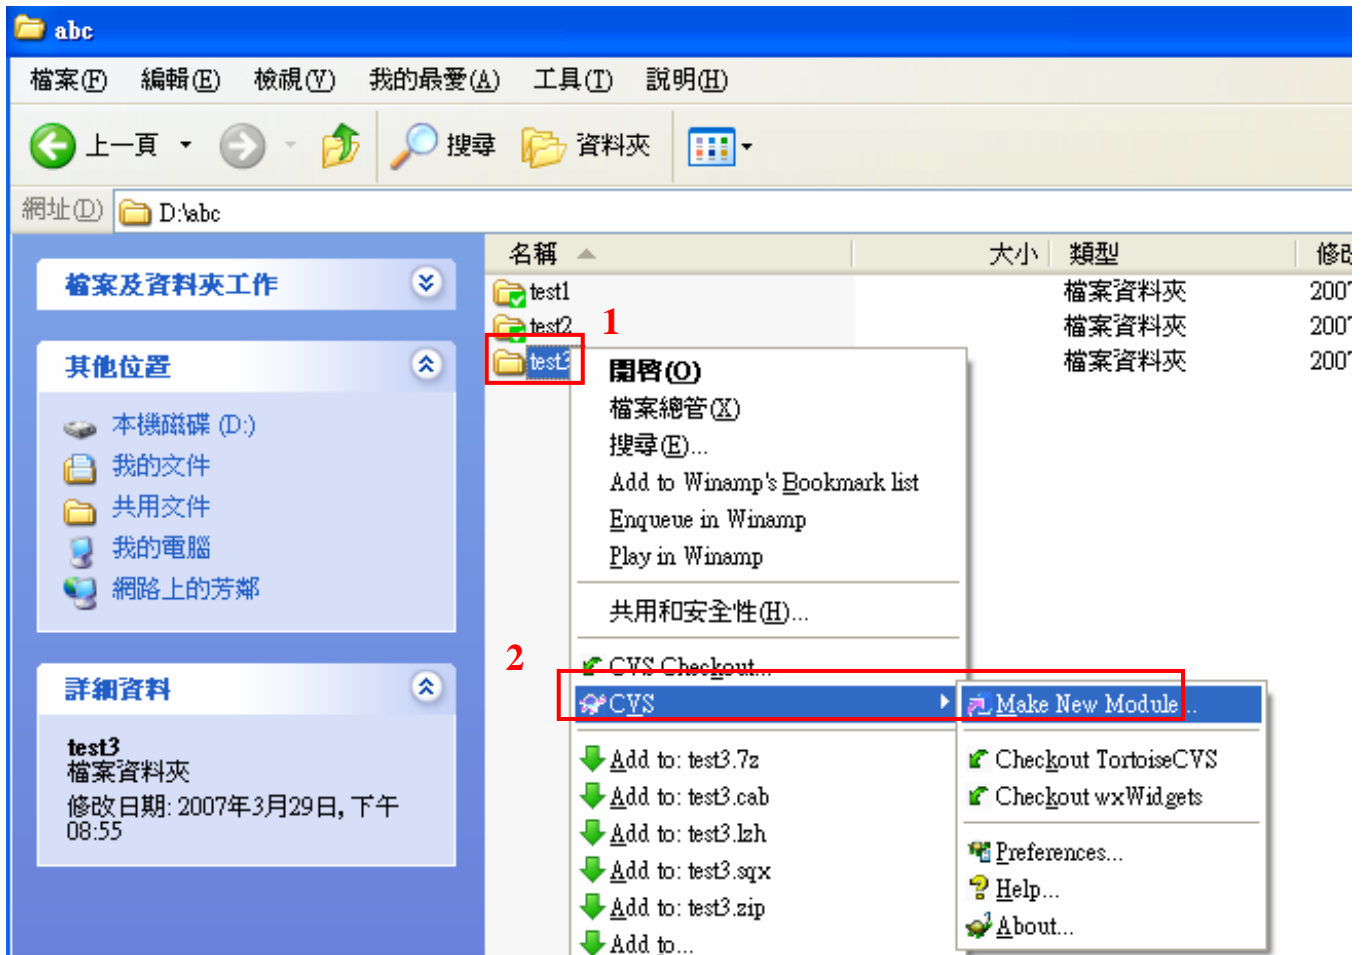 abc
檔案(F) 編輯(E) 檢視(V) 我的最愛(A) 工具(T) 說明(H)
上一頁 搜尋 資料夾
網址(D) D:\abc
名稱 大小 類型 修改
檔案及資料夾工作
test1 檔案資料夾 2007
test2 檔案資料夾 2007
1
test3 檔案資料夾 2007
其他位置
本機磁碟 (D:)
我的文件
共用文件
我的電腦
網路上的芳鄰
詳細資料
test3
檔案資料夾
修改日期: 2007年3月29日, 下午
08:55
開啓(O)
檔案總管(X)
搜尋(E)...
Add to Winamp's Bookmark list
Enqueue in Winamp
Play in Winamp
共用和安全性(H)...
2
CVS Checkout...
CVS
Add to: test3.7z
Add to: test3.cab
Add to: test3.lzh
Add to: test3.sqx
Add to: test3.zip
Add to...
Make New Module...
Checkout TortoiseCVS
Checkout wxWidgets
Preferences...
Help...
About...